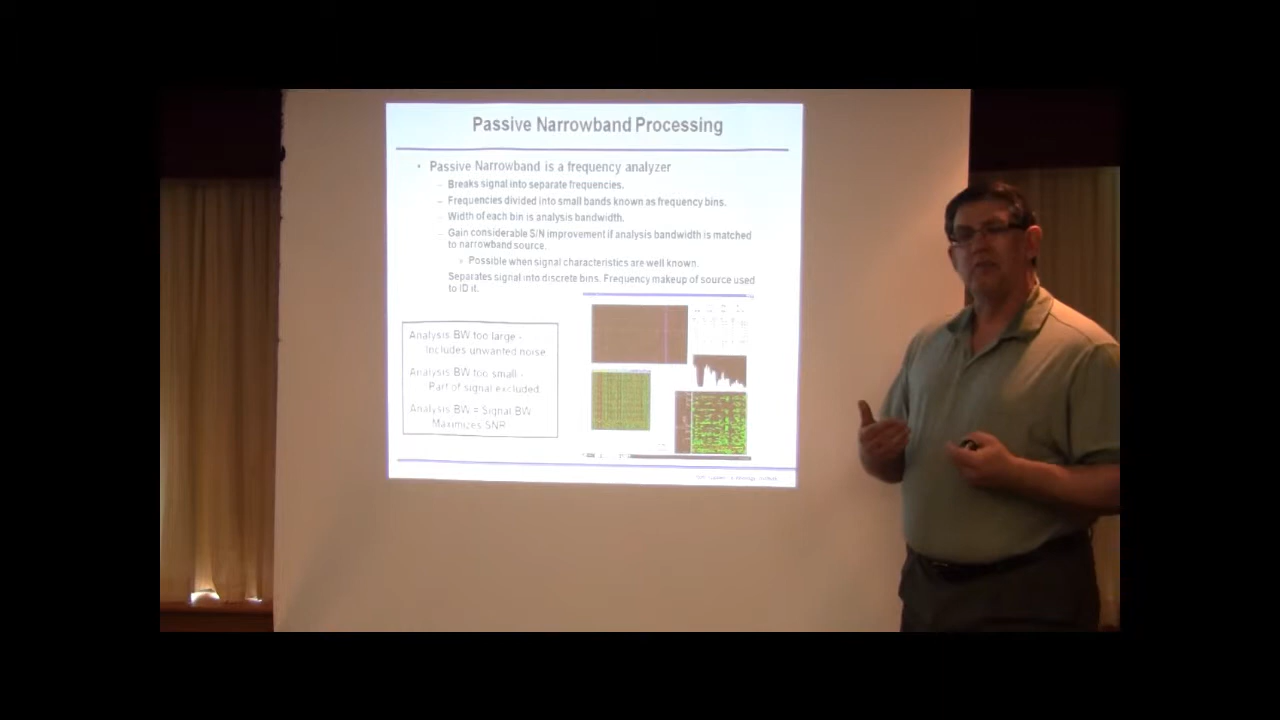 Passive Narrowband Processing
• Passive Narrowband is a frequency analyzer
– Breaks signal into separate frequencies.
– Frequencies divided into small bands known as frequency bins.
– Width of each bin is analysis bandwidth.
– Gain considerable S/N improvement if analysis bandwidth is matched
to narrowband source.
» Possible when signal characteristics are well known.
Separates signal into discrete bins. Frequency makeup of source used
to ID it.
Analysis BW too large -
Includes unwanted noise
Analysis BW too small -
Part of signal excluded
Analysis BW = Signal BW
Maximizes SNR